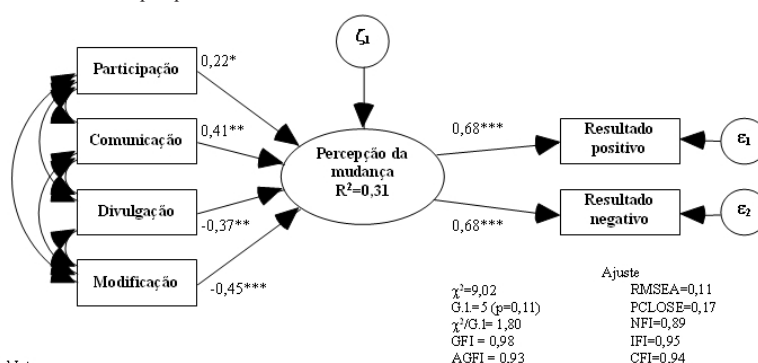 ζ1
0,22*
Participação
0,41**
Comunicação
Percepção da
mudança
R²=0,31
0,68***
Resultado
positivo
ε1
Divulgação
-0,37**
0,68***
Resultado
negativo
ε2
Modificação
-0,45***
Ajuste
χ²=9,02
RMSEA=0,11
G.l.=5 (p=0,11)
PCLOSE=0,17
χ²/G.l= 1,80
NFI=0,89
GFI = 0,98
IFI=0,95
AGFI = 0,93
CFI=0,94